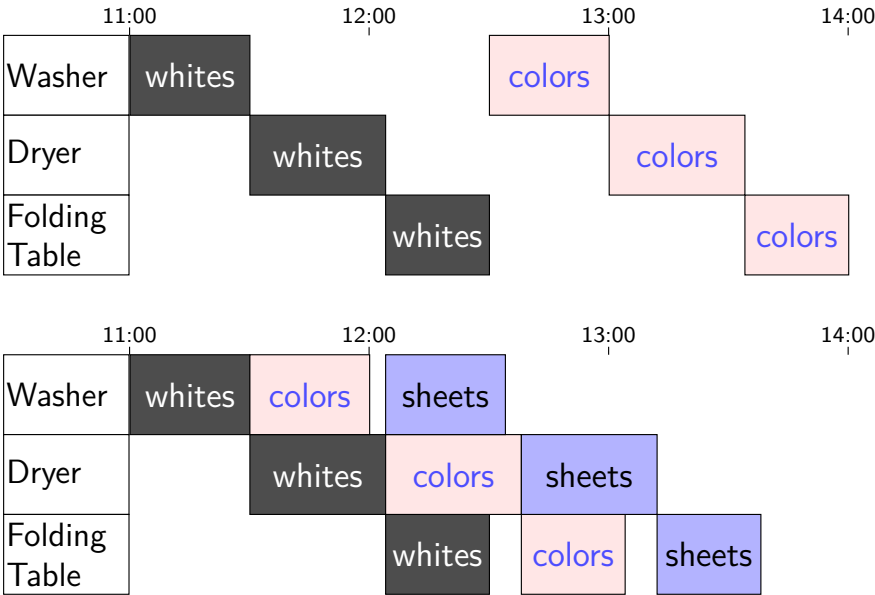 11:00 12:00 13:00 14:00
Washer whites colors
Dryer whites colors
Folding
Table whites colors
11:00 12:00 13:00 14:00
Washer whites colors sheets
Dryer whites colors sheets
Folding
Table whites colors sheets